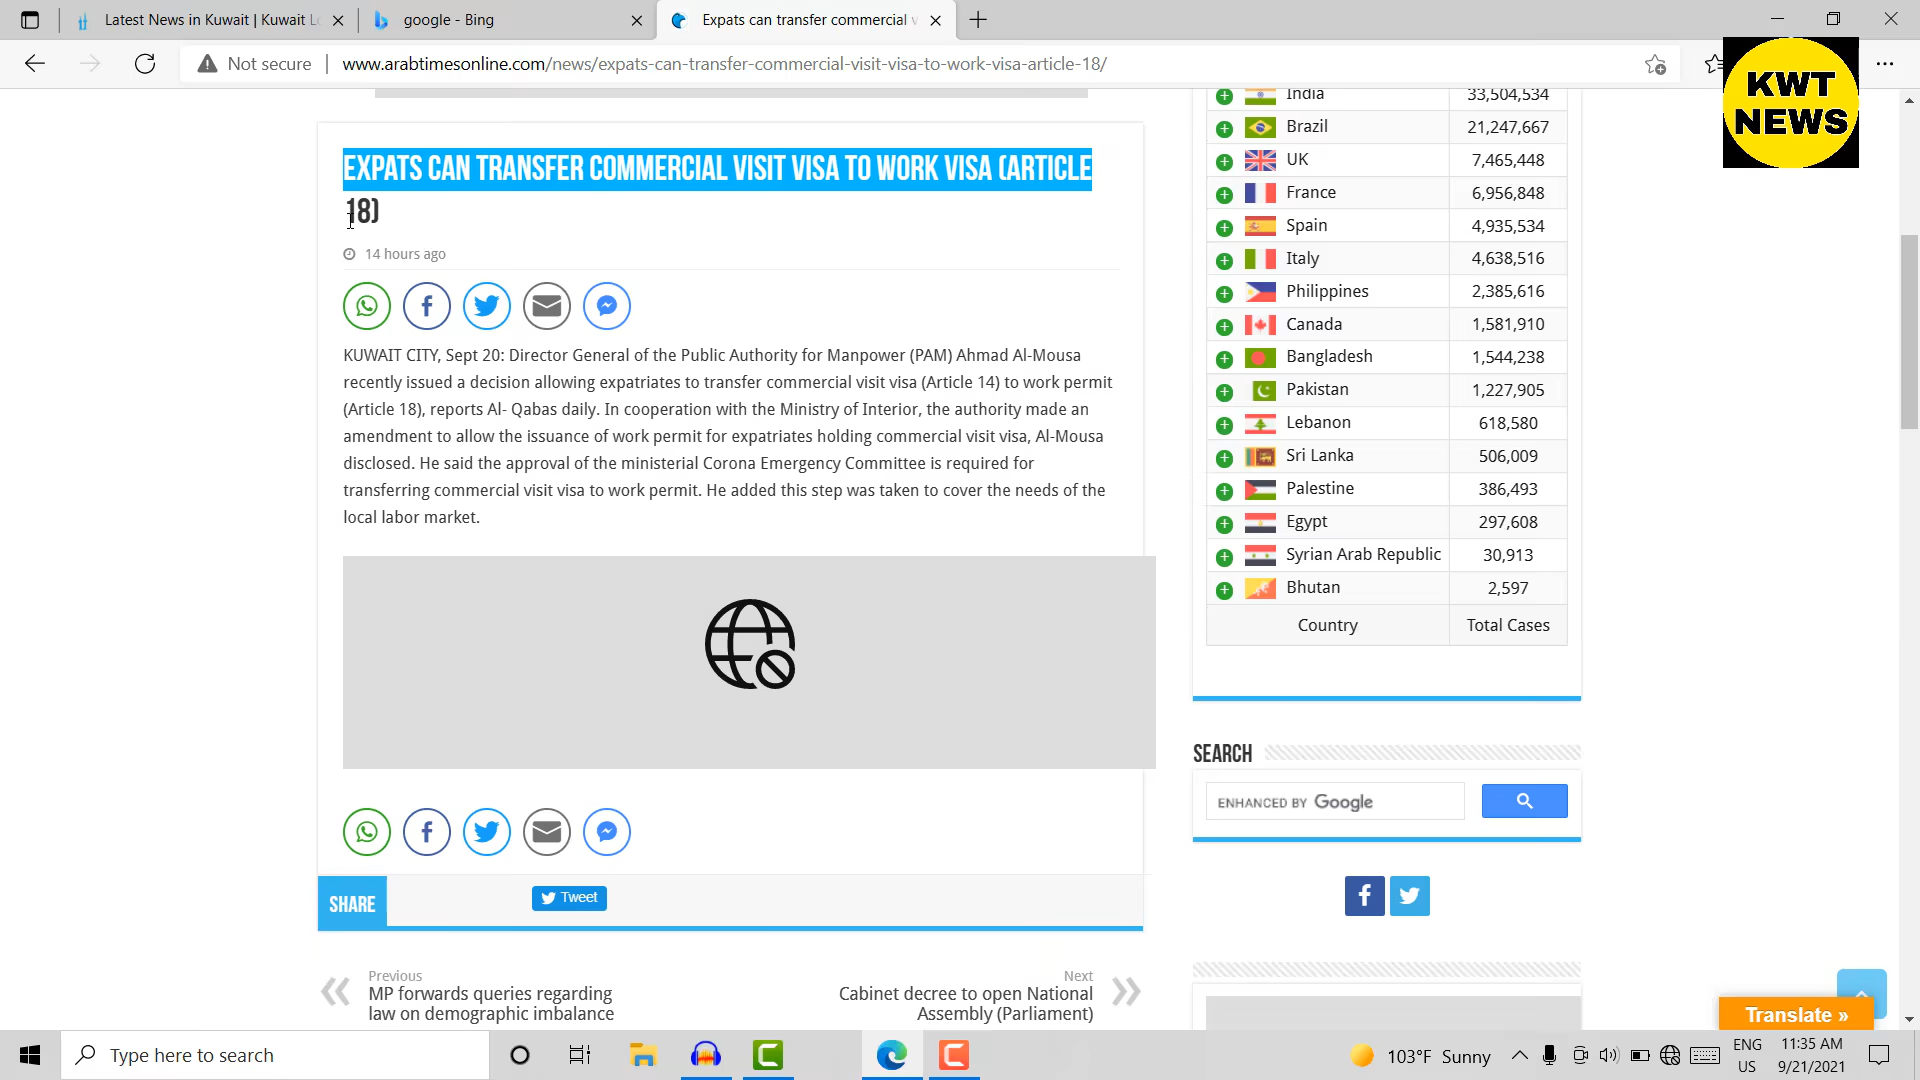 Latest News in Kuwait | Kuwait L
google - Bing
Expats can transfer commercial v
Not secure
www.arabtimesonline.com/news/expats-can-transfer-commercial-visit-visa-to-work-visa-article-18/
KWT
NEWS
EXPATS CAN TRANSFER COMMERCIAL VISIT VISA TO WORK VISA (ARTICLE
18)
14 hours ago
KUWAIT CITY, Sept 20: Director General of the Public Authority for Manpower (PAM) Ahmad Al-Mousa
recently issued a decision allowing expatriates to transfer commercial visit visa (Article 14) to work permit
(Article 18), reports Al- Qabas daily. In cooperation with the Ministry of Interior, the authority made an
amendment to allow the issuance of work permit for expatriates holding commercial visit visa, Al-Mousa
disclosed. He said the approval of the ministerial Corona Emergency Committee is required for
transferring commercial visit visa to work permit. He added this step was taken to cover the needs of the
local labor market.
SHARE
Tweet
Previous
MP forwards queries regarding
law on demographic imbalance
Next
Cabinet decree to open National
Assembly (Parliament)
India 33,504,534
Brazil 21,247,667
UK 7,465,448
France 6,956,848
Spain 4,935,534
Italy 4,638,516
Philippines 2,385,616
Canada 1,581,910
Bangladesh 1,544,238
Pakistan 1,227,905
Lebanon 618,580
Sri Lanka 506,009
Palestine 386,493
Egypt 297,608
Syrian Arab Republic 30,913
Bhutan 2,597
Country Total Cases
SEARCH
ENHANCED BY Google
Translate »
Type here to search
103°F Sunny
ENG
US
11:35 AM
9/21/2021